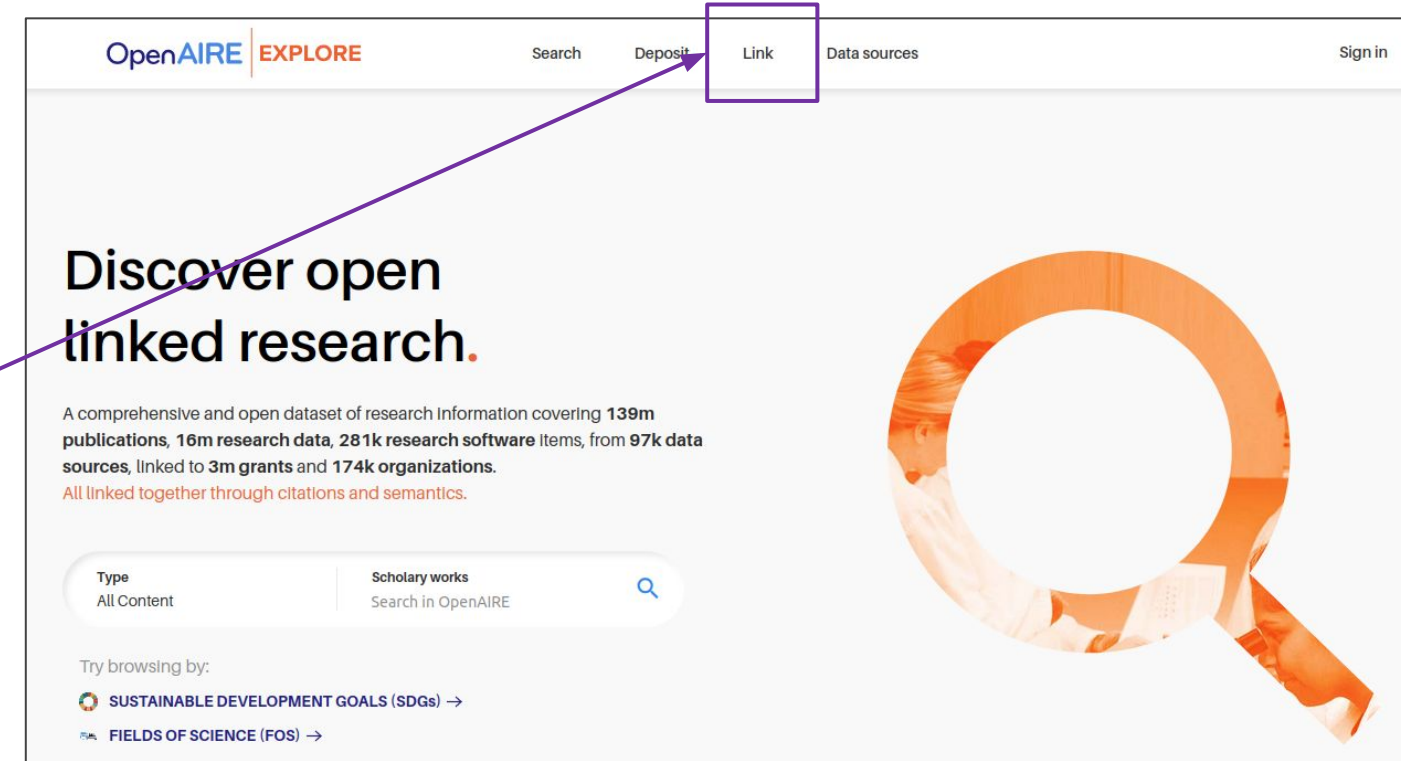 OpenAIRE EXPLORE Search Deposit Link Data sources Sign in
Discover open
linked research.
A comprehensive and open dataset of research information covering 139m
publications, 16m research data, 281k research software items, from 97k data
sources, linked to 3m grants and 174k organizations.
All linked together through citations and semantics.
Type Scholary works
All Content Search in OpenAIRE
Try browsing by:
SUSTAINABLE DEVELOPMENT GOALS (SDGs) →
FIELDS OF SCIENCE (FOS) →